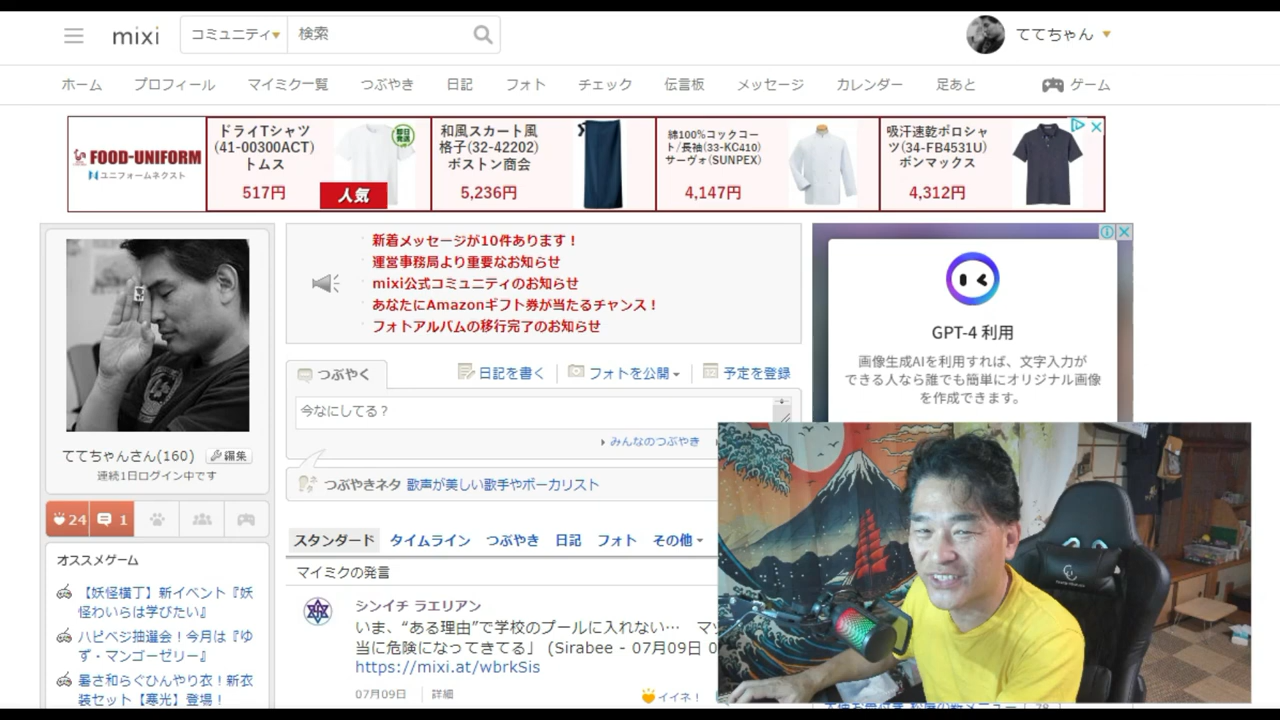 mixi
コミュニティ▾
検索
ててちゃん
ホーム
プロフィール
マイミク一覧
つぶやき
日記
フォト
チェック
伝言板
メッセージ
カレンダー
足あと
ゲーム
FOOD-UNIFORM
ユニフォームネクスト
ドライTシャツ
(41-00300ACT)
トムス
517円
即日発送
人気
和風スカート風
格子(32-42202)
ボストン商会
5,236円
綿100%コックコー
ト/長袖(33-KC410)
サーヴォ(SUNPEX)
4,147円
吸汗速乾ポロシャ
ツ(34-FB4531U)
ボンマックス
4,312円
ててちゃんさん(160)
編集
連続1日ログイン中です
24
1
オススメゲーム
【妖怪横丁】新イベント『妖
怪わいらは学びたい』
ハピベジ抽選会！今月は『ゆ
ず・マンゴーゼリー』
暑さ和らぐひんやり衣！新衣
装セット【寒光】登場！
新着メッセージが10件あります！
運営事務局より重要なお知らせ
mixi公式コミュニティのお知らせ
あなたにAmazonギフト券が当たるチャンス！
フォトアルバムの移行完了のお知らせ
つぶやく
日記を書く
フォトを公開
予定を登録
今なにしてる？
みんなのつぶやき
つぶやきネタ 歌声が美しい歌手やボーカリスト
スタンダード
タイムライン
つぶやき
日記
フォト
その他
マイミクの発言
シンイチ ラエリアン
いま、“ある理由”で学校のプールに入れない…　マッ
当に危険になってきてる」 (Sirabee - 07月09日 0
https://mixi.at/wbrkSis
07月09日
詳細
イイネ！
GPT-4 利用
画像生成AIを利用すれば、文字入力が
できる人なら誰でも簡単にオリジナル画像
を作成できます。